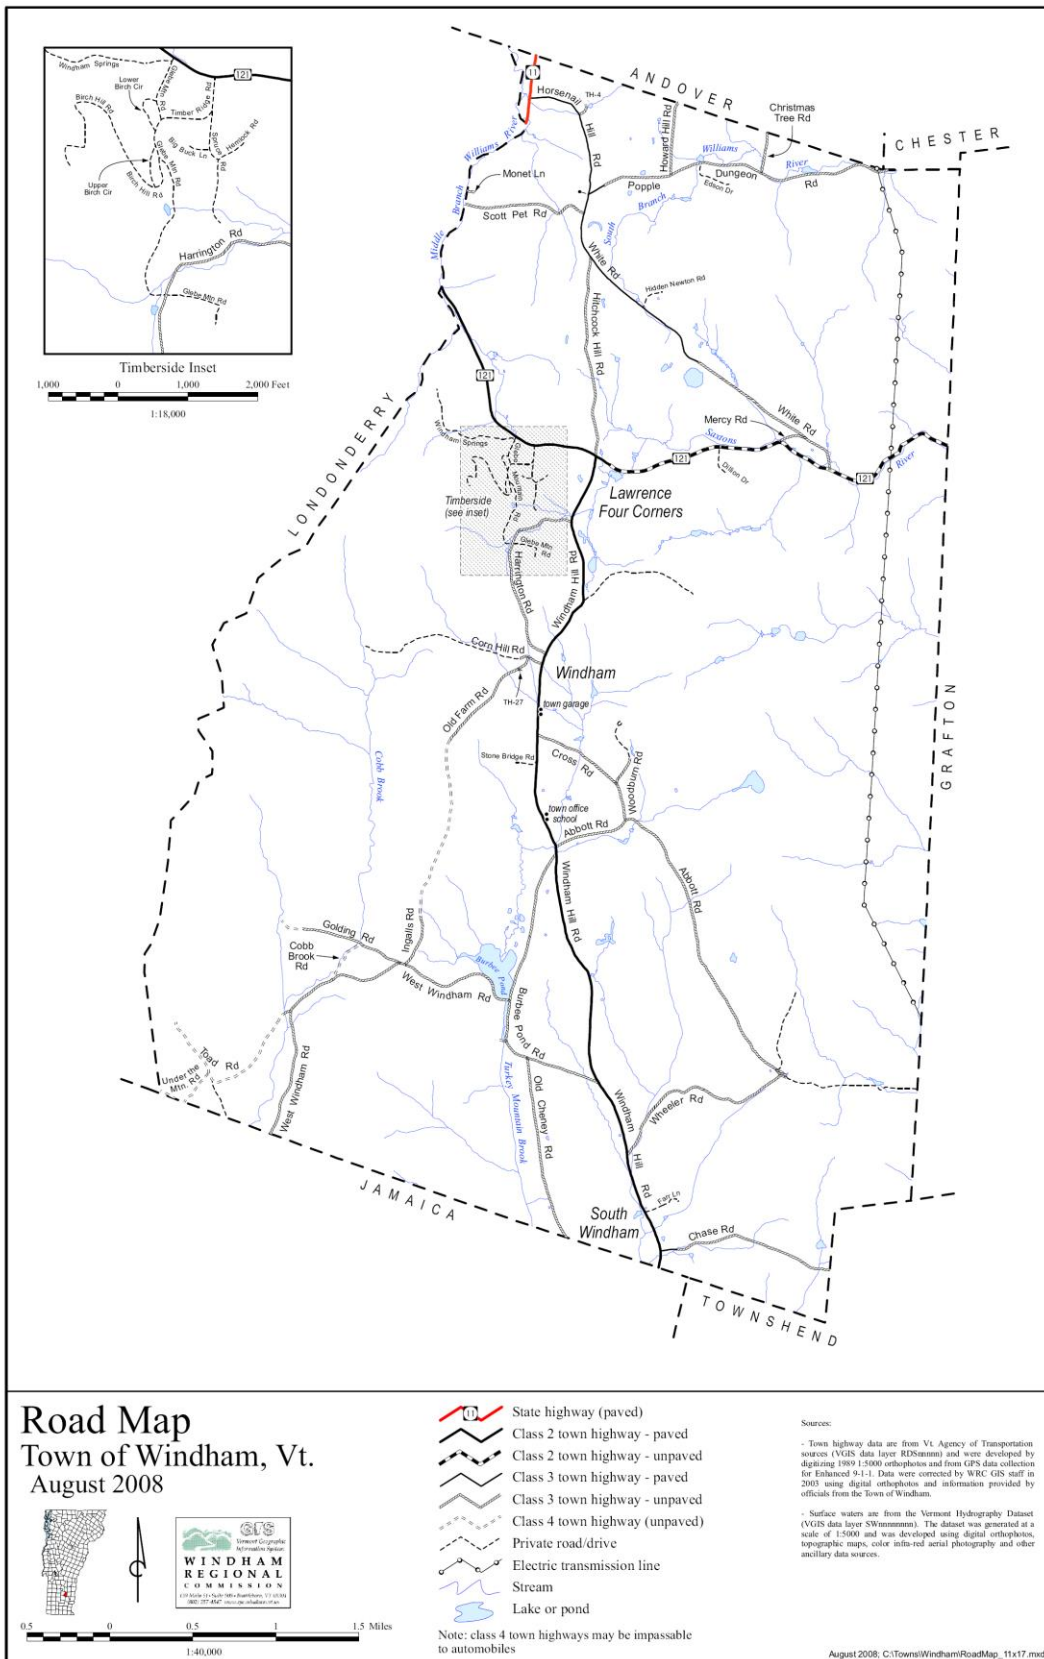 Windham Springs
Lower
Birch Cir
Glebe Mtn Rd
121
Birch Hill Rd
Timber Ridge Rd
Big Buck Ln
Spruce Rd
Hemlock Rd
Glebe Mtn Rd
Upper
Birch Cir
Birch Hill Rd
Harrington Rd
Glebe Mtn Rd
Timberside Inset
1,000 0 1,000 2,000 Feet
1:18,000
ANDOVER
CHESTER
11
Horsenail Hill Rd
TH-4
Howard Hill Rd
Christmas
Tree Rd
Williams River
Williams River
Middle Branch
Monet Ln
Popple Dungeon Rd
Edson Dr
Scott Pet Rd
South Branch
White Rd
Hidden Newton Rd
Hitchcock Hill Rd
121
LONDONDERRY
Mercy Rd
White Rd
Saxtons River
Windham Springs
Glebe Mountain Rd
121
Dillon Dr
121
Timberside
(see inset)
Lawrence
Four Corners
Glebe Mtn
Rd
Harrington Rd
Windham Hill Rd
Corn Hill Rd
Windham
TH-27
Old Farm Rd
town garage
GRAFTON
Stone Bridge Rd
Cross Rd
Woodburn Rd
Cobb Brook
town office
school
Abbott Rd
Windham Hill Rd
Abbott Rd
Golding Rd
Ingalls Rd
Cobb
Brook
Rd
Burbee Pond
West Windham Rd
Burbee Pond Rd
Toad Rd
Under the
Mtn. Rd
West Windham Rd
Turkey Mountain Brook
Old Cheney Rd
Windham Hill Rd
Wheeler Rd
JAMAICA
Farr Ln
South
Windham
Chase Rd
TOWNSHEND
Road Map
Town of Windham, Vt.
August 2008
GIS
Vermont Geographic
Information System
WINDHAM
REGIONAL
COMMISSION
0.5 0 0.5 1 1.5 Miles
1:40,000
11 State highway (paved)
Class 2 town highway - paved
Class 2 town highway - unpaved
Class 3 town highway - paved
Class 3 town highway - unpaved
Class 4 town highway (unpaved)
Private road/drive
Electric transmission line
Stream
Lake or pond
Note: class 4 town highways may be impassable
to automobiles
Sources:
- Town highway data are from Vt. Agency of Transportation
sources (VGIS data layer RDSnnnnn) and were developed by
digitizing 1989 1:5000 orthophotos and from GPS data collection
for Enhanced 9-1-1. Data were corrected by WRC GIS staff in
2003 using digital orthophotos and information provided by
officials from the Town of Windham.
- Surface waters are from the Vermont Hydrography Dataset
(VGIS data layer SWnnnnnnnn). The dataset was generated at a
scale of 1:5000 and was developed using digital orthophotos,
topographic maps, color infra-red aerial photography and other
ancillary data sources.
August 2008; C:\Towns\Windham\RoadMap_11x17.mxd